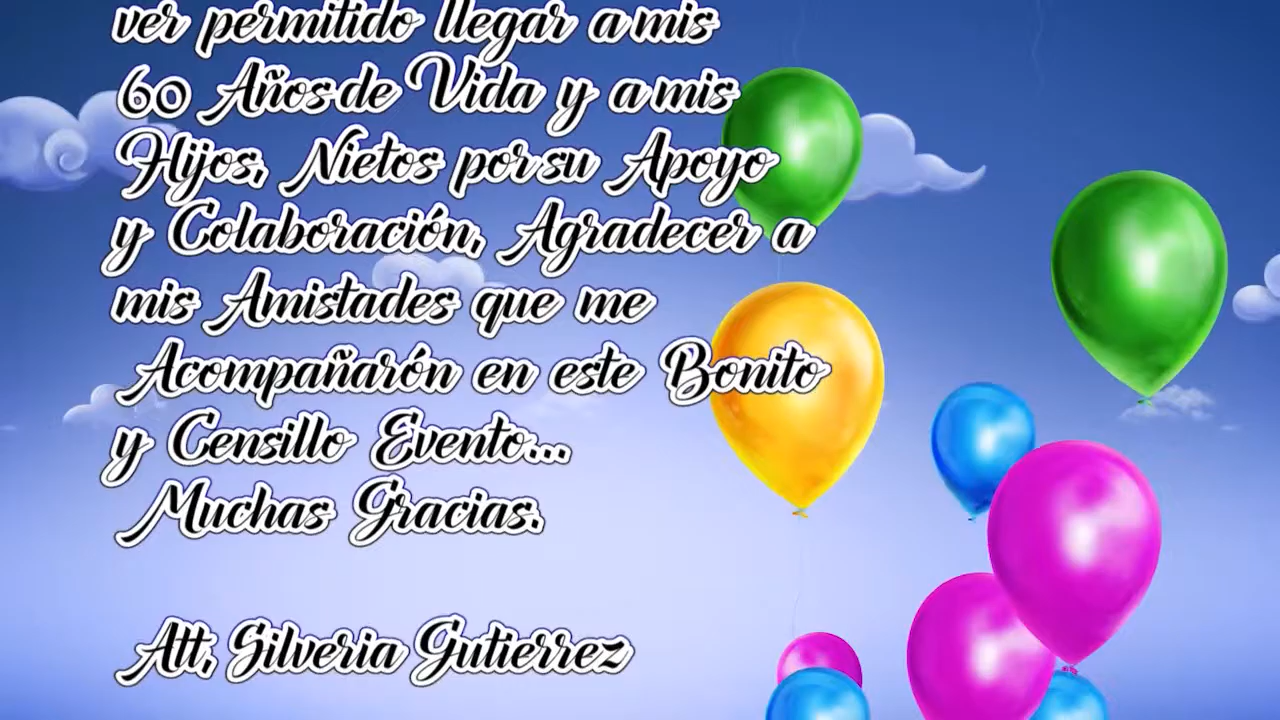 ver permitido llegar a mis
60 Años de Vida y a mis
Hijos, Nietos por su Apoyo
y Colaboración, Agradecer a
mis Amistades que me
Acompañarón en este Bonito
y Censillo Evento...
Muchas Gracias.
Att, Silveria Gutierrez